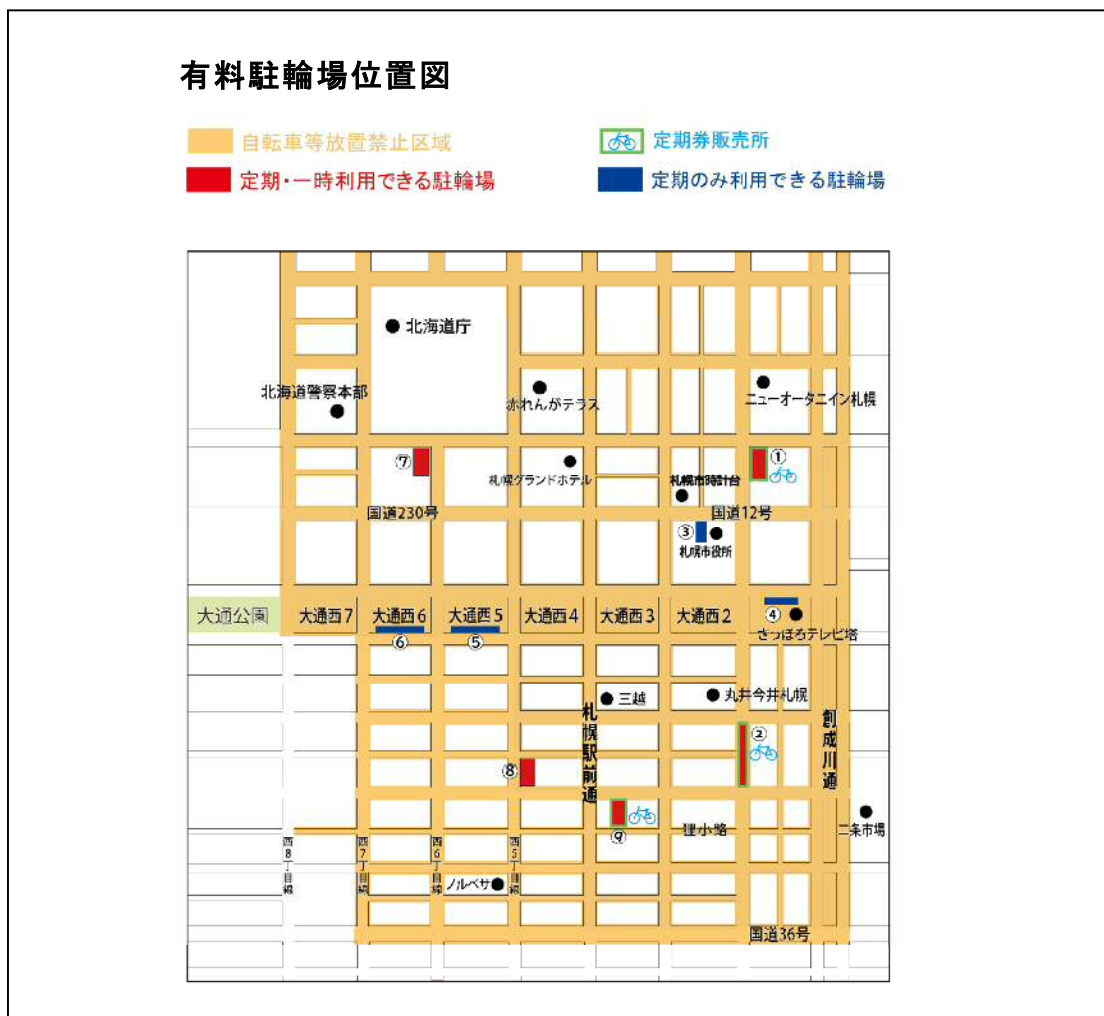 有料駐輪場位置図
自転車等放置禁止区域
定期券販売所
定期・一時利用できる駐輪場
定期のみ利用できる駐輪場
北海道庁
北海道警察本部
赤れんがテラス
ニューオータニイン札幌
⑦
①
札幌グランドホテル
札幌市時計台
国道230号
国道12号
③
札幌市役所
大通公園
大通西7
大通西6
大通西5
大通西4
大通西3
大通西2
④
さっぽろテレビ塔
⑥
⑤
三越
丸井今井札幌
札幌駅前通
創成川通
②
⑧
⑨
狸小路
二条市場
西8丁目線
西7丁目線
西6丁目線
西5丁目線
ノルベサ
国道36号